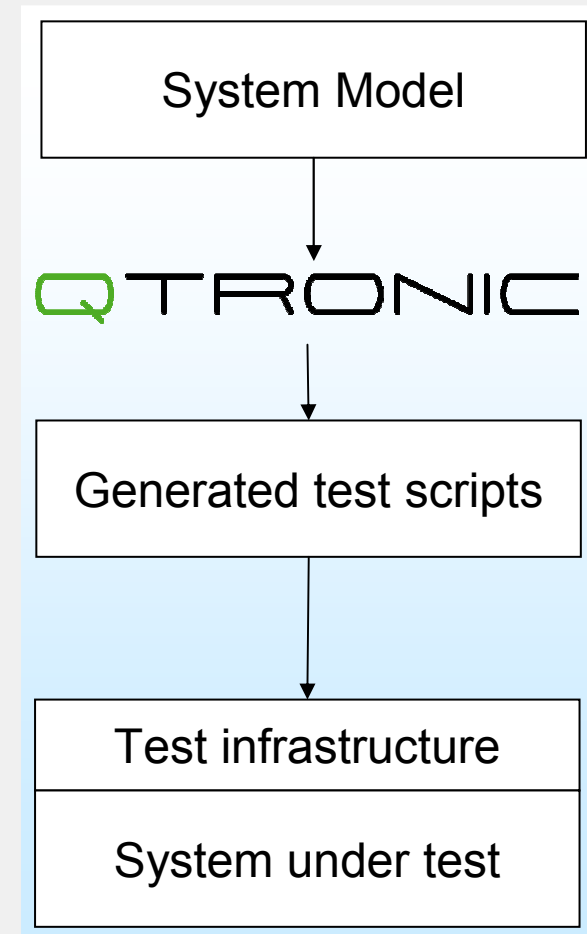 System Model
QTRONIC
Generated test scripts
Test infrastructure
System under test